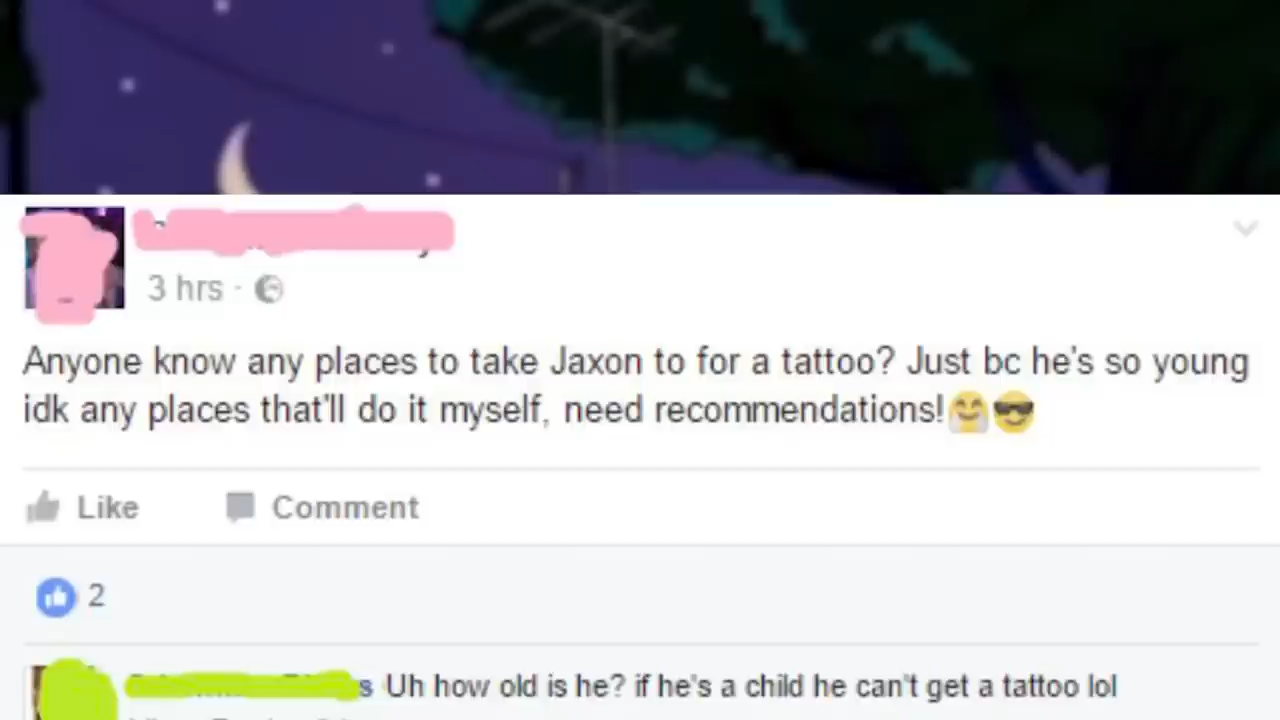 3 hrs ·
Anyone know any places to take Jaxon to for a tattoo? Just bc he's so young
idk any places that'll do it myself, need recommendations!🤗😎
Like Comment
2
Uh how old is he? if he's a child he can't get a tattoo lol